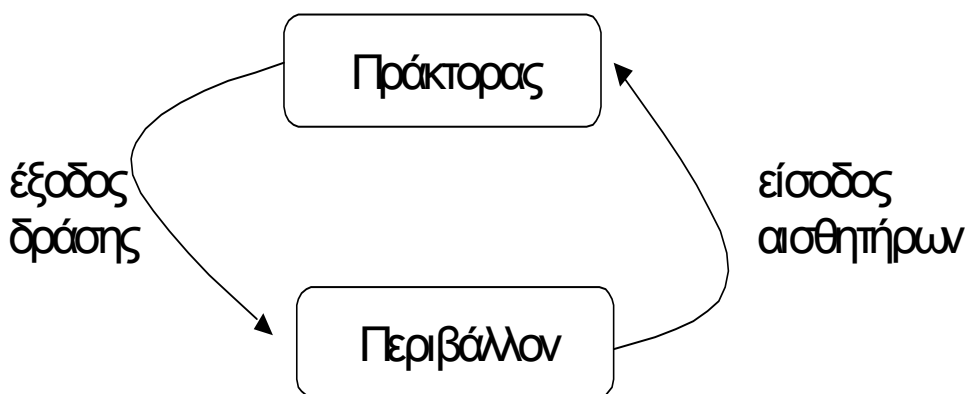 Πράκτορας
έξοδος
δράσης
είσοδος
αισθητήρων
Περιβάλλον